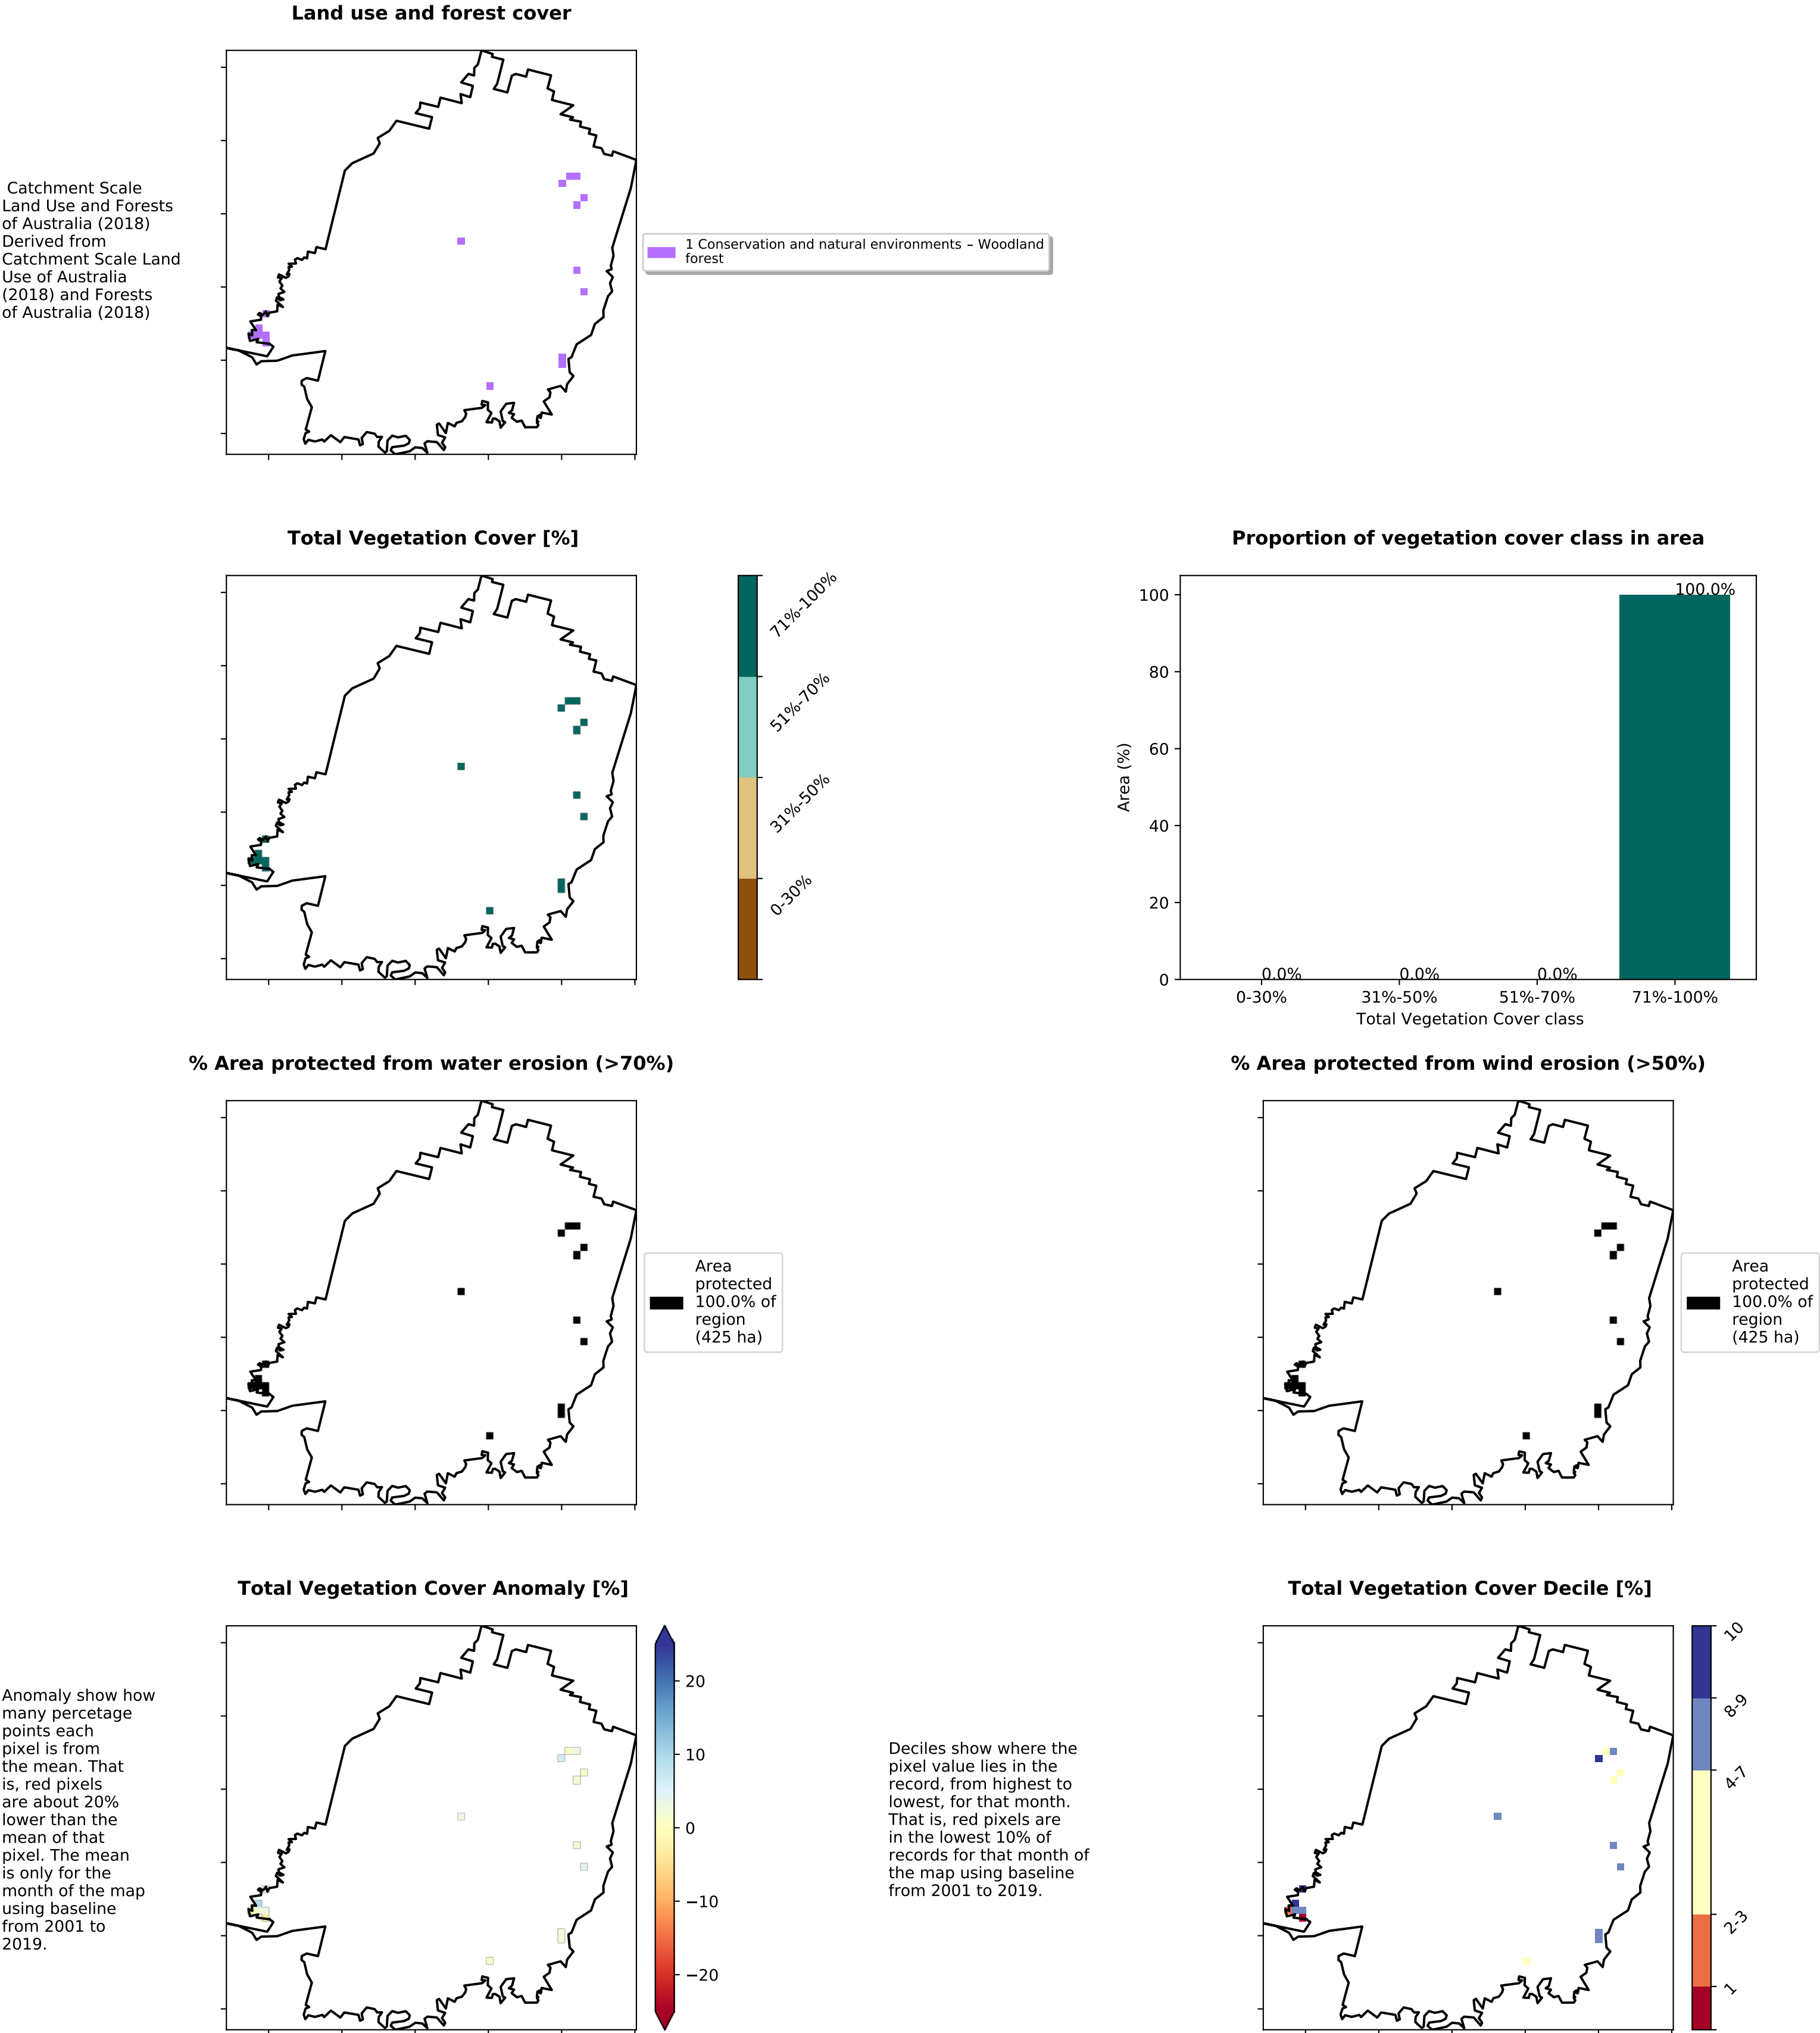 Land use and forest cover
Catchment Scale
Land Use and Forests
of Australia (2018)
Derived from
Catchment Scale Land
Use of Australia
(2018) and Forests
of Australia (2018)
1 Conservation and natural environments – Woodland
forest
Total Vegetation Cover [%]
71%-100%
51%-70%
31%-50%
0-30%
Proportion of vegetation cover class in area
100.0%
100
80
60
40
20
0
Area (%)
0.0%
0.0%
0.0%
0-30%
31%-50%
51%-70%
71%-100%
Total Vegetation Cover class
% Area protected from water erosion (>70%)
Area
protected
100.0% of
region
(425 ha)
% Area protected from wind erosion (>50%)
Area
protected
100.0% of
region
(425 ha)
Total Vegetation Cover Anomaly [%]
Anomaly show how
many percetage
points each
pixel is from
the mean. That
is, red pixels
are about 20%
lower than the
mean of that
pixel. The mean
is only for the
month of the map
using baseline
from 2001 to
2019.
20
10
0
−10
−20
Total Vegetation Cover Decile [%]
Deciles show where the
pixel value lies in the
record, from highest to
lowest, for that month.
That is, red pixels are
in the lowest 10% of
records for that month of
the map using baseline
from 2001 to 2019.
10
8-9
4-7
2-3
1